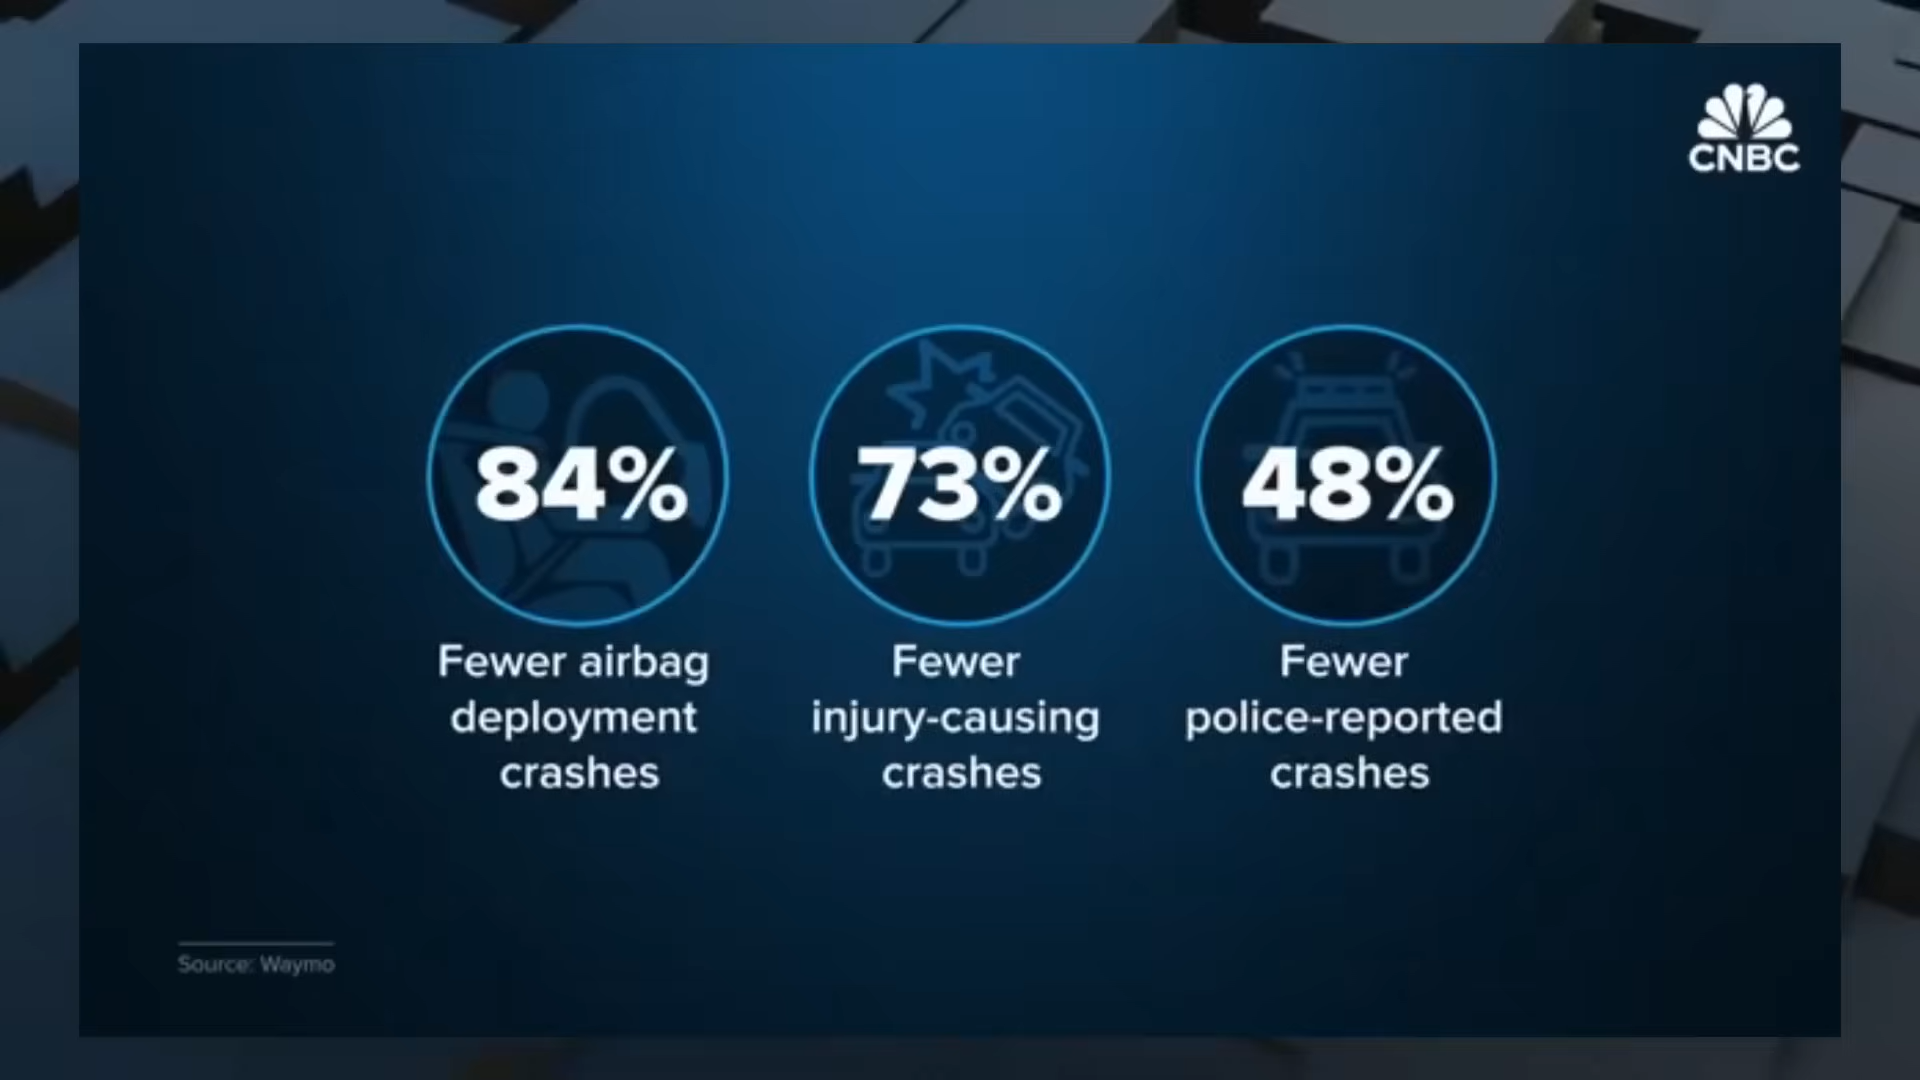 CNBC
84%
73%
48%
Fewer airbag
deployment
crashes
Fewer
injury-causing
crashes
Fewer
police-reported
crashes
Source: Waymo